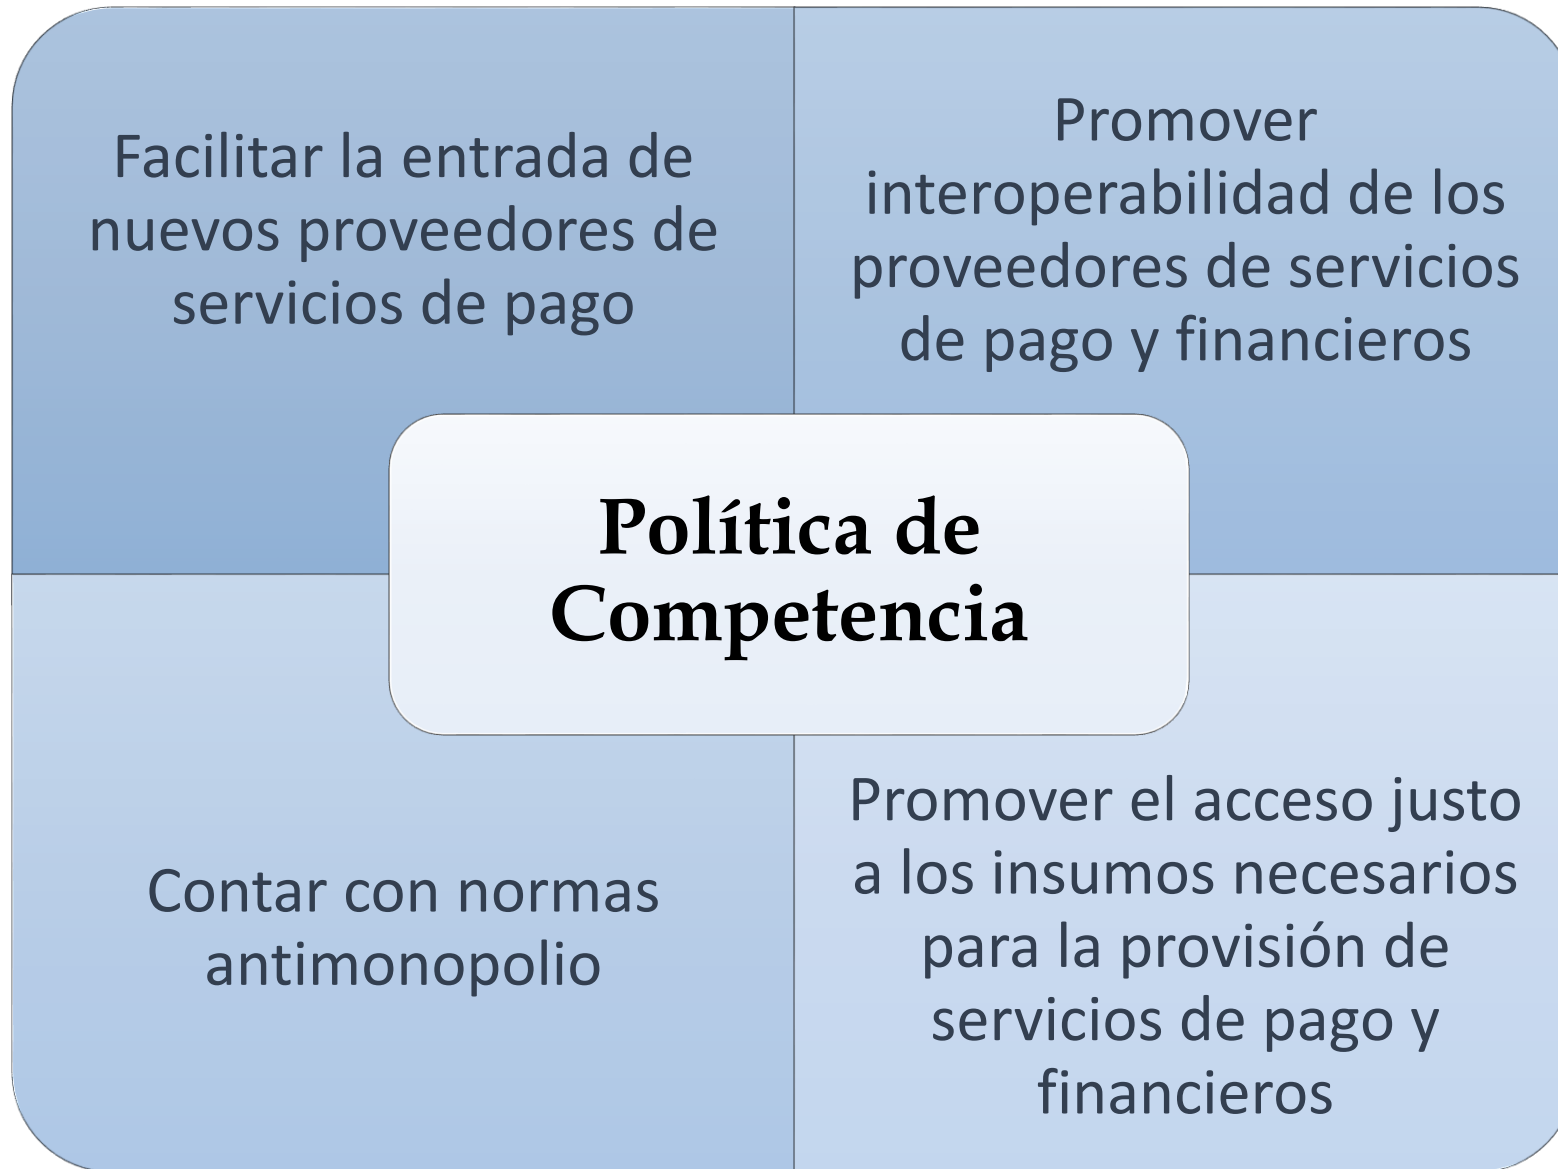 Facilitar la entrada de
nuevos proveedores de
servicios de pago
Promover
interoperabilidad de los
proveedores de servicios
de pago y financieros
Política de
Competencia
Contar con normas
antimonopolio
Promover el acceso justo
a los insumos necesarios
para la provisión de
servicios de pago y
financieros